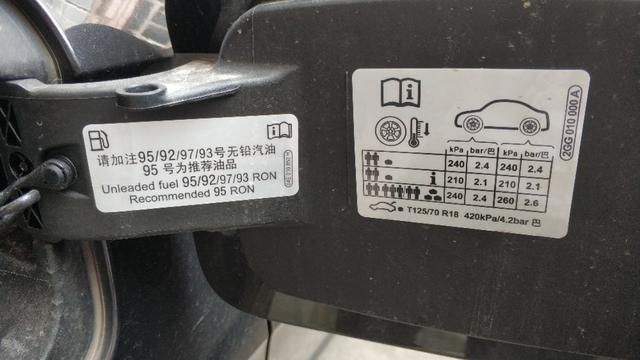 请加注95/92/97/93号无铅汽油
95 号为推荐油品
Unleaded fuel 95/92/97/93 RON
Recommended 95 RON
kPa bar/巴 kPa bar/巴
240 2.4 240 2.4
210 2.1 210 2.1
240 2.4 260 2.6
T125/70 R18 420kPa/4.2bar 巴
2GG 010 000 A